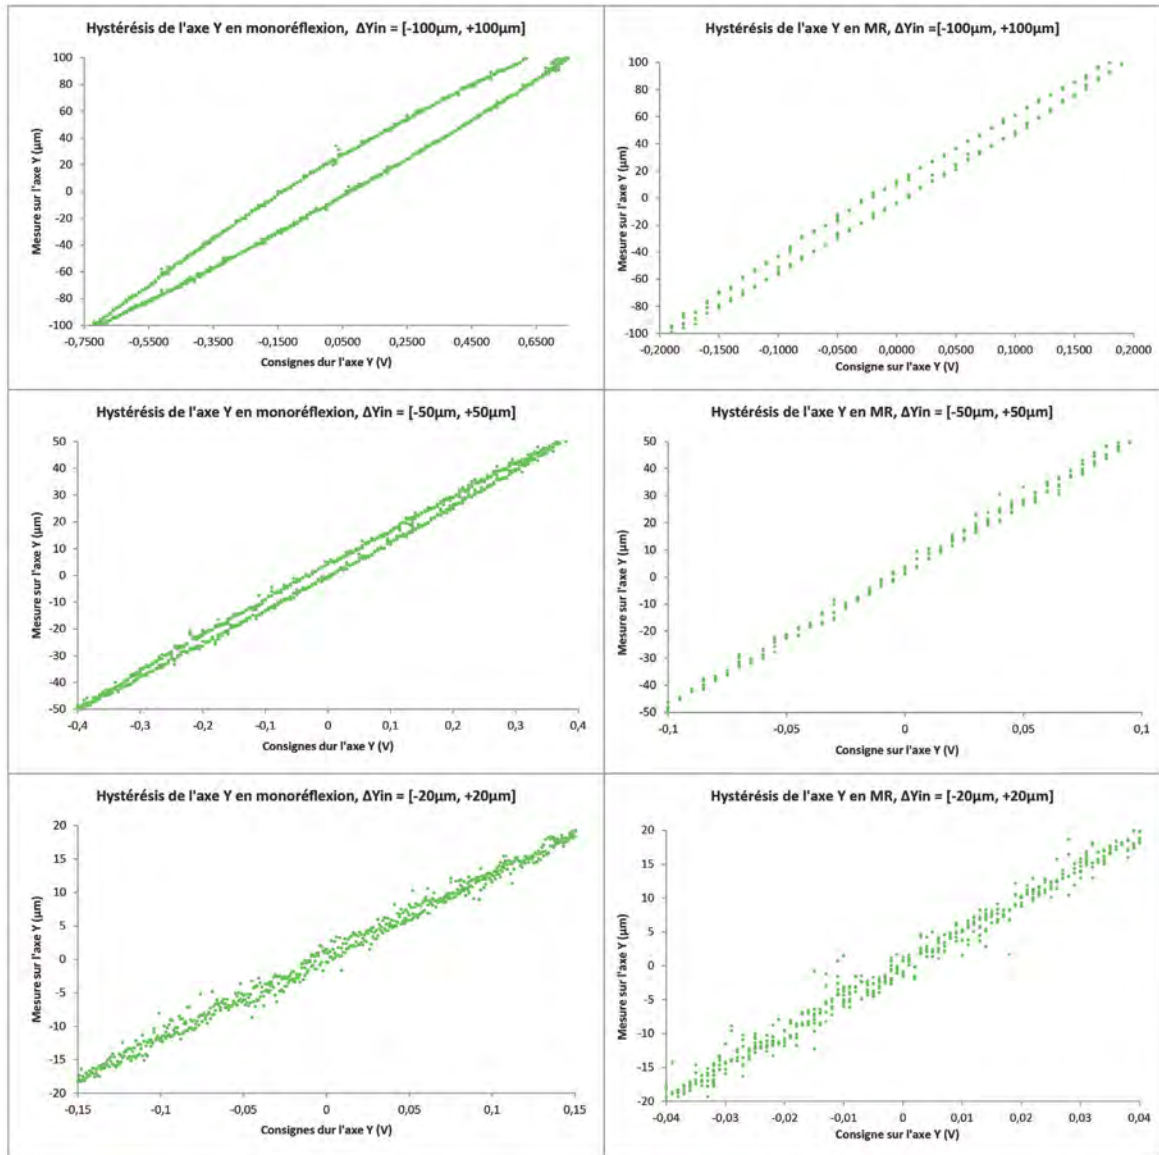 Hystérésis de l'axe Y en monoréflexion, ΔYin = [-100µm, +100µm]
Mesure sur l'axe Y (µm)
100
80
60
40
20
0
-20
-40
-60
-80
-100
-0,7500 -0,5500 -0,3500 -0,1500 0,0500 0,2500 0,4500 0,6500
Consignes dur l'axe Y (V)
Hystérésis de l'axe Y en MR, ΔYin =[-100µm, +100µm]
Mesure sur l'axe Y (µm)
100
80
60
40
20
0
-20
-40
-60
-80
-100
-0,2000 -0,1500 -0,1000 -0,0500 0,0000 0,0500 0,1000 0,1500 0,2000
Consigne sur l'axe Y (V)
Hystérésis de l'axe Y en monoréflexion, ΔYin = [-50µm, +50µm]
Mesure sur l'axe Y (µm)
50
40
30
20
10
0
-10
-20
-30
-40
-50
-0,4 -0,3 -0,2 -0,1 0 0,1 0,2 0,3 0,4
Consignes dur l'axe Y (V)
Hystérésis de l'axe Y en MR, ΔYin = [-50µm, +50µm]
Mesure sur l'axe Y (µm)
50
40
30
20
10
0
-10
-20
-30
-40
-50
-0,1 -0,05 0 0,05 0,1
Consigne sur l'axe Y (V)
Hystérésis de l'axe Y en monoréflexion, ΔYin = [-20µm, +20µm]
Mesure sur l'axe Y (µm)
20
15
10
5
0
-5
-10
-15
-20
-0,15 -0,1 -0,05 0 0,05 0,1 0,15
Consignes dur l'axe Y (V)
Hystérésis de l'axe Y en MR, ΔYin = [-20µm, +20µm]
Mesure sur l'axe Y (µm)
20
15
10
5
0
-5
-10
-15
-20
-0,04 -0,03 -0,02 -0,01 0 0,01 0,02 0,03 0,04
Consigne sur l'axe Y (V)